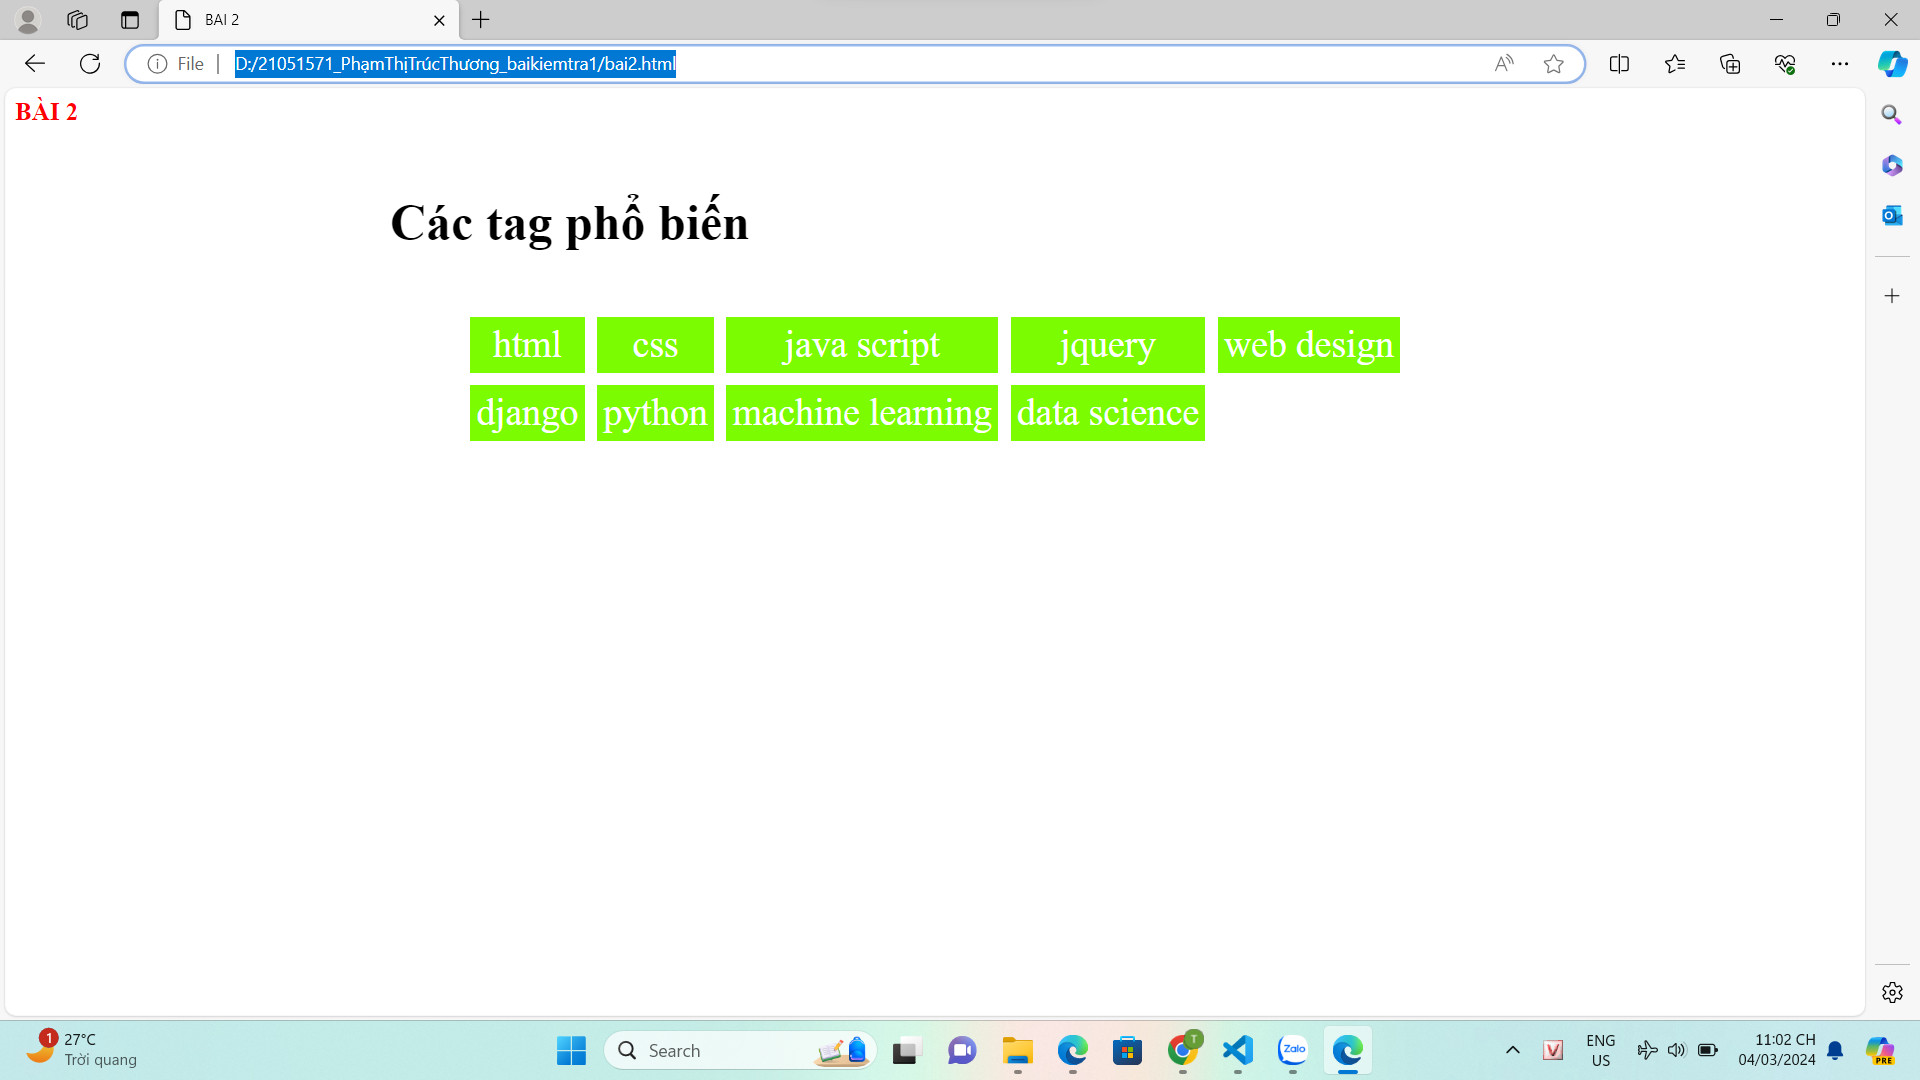 BAI 2
File
D:/21051571_PhạmThịTrúcThương_baikiemtra1/bai2.html
BÀI 2
Các tag phổ biến
html css java script jquery web design
django python machine learning data science
1
27°C
Trời quang
Search
T
Zalo
V
ENG
US
11:02 CH
04/03/2024
PRE